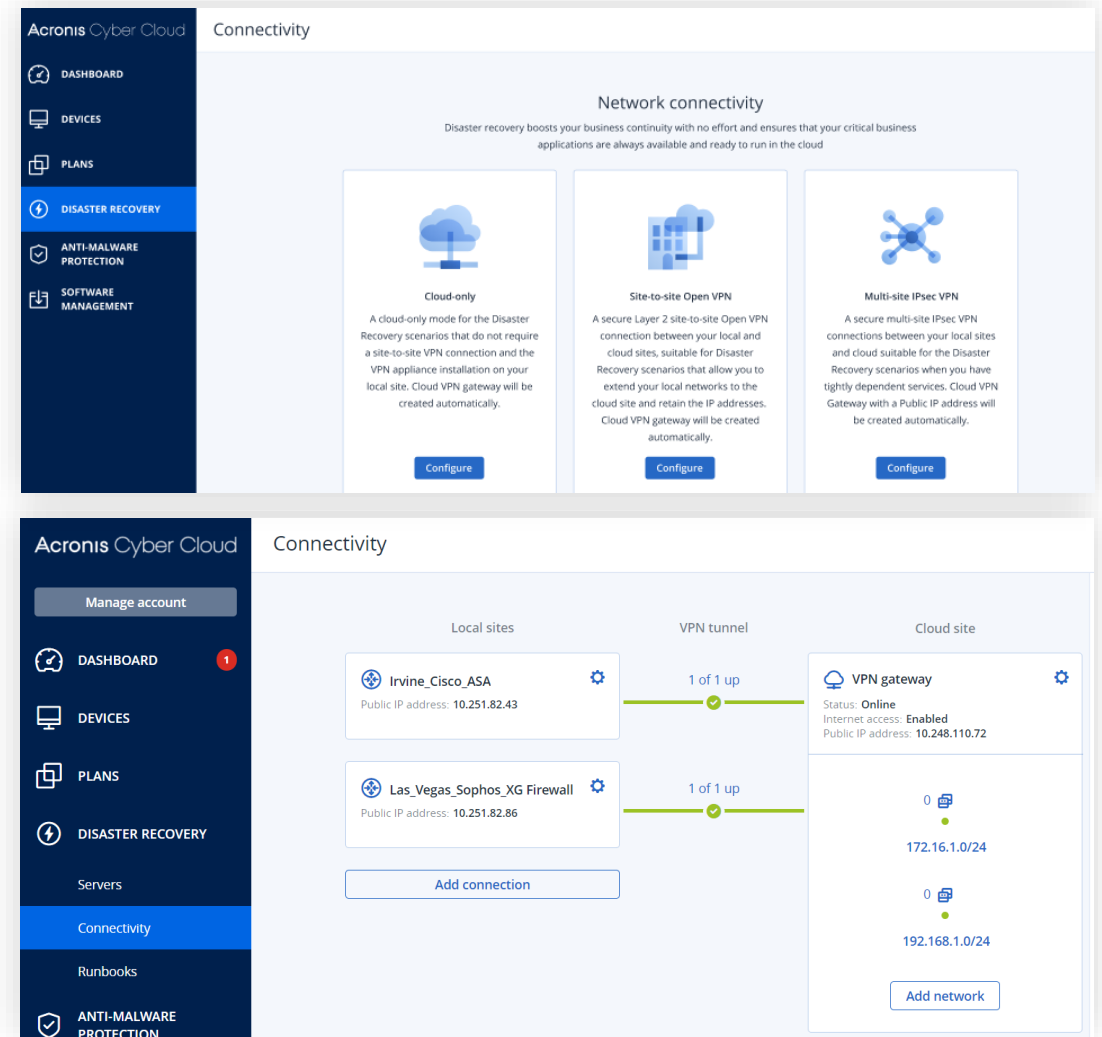 Acronis Cyber Cloud
Connectivity
DASHBOARD
DEVICES
PLANS
DISASTER RECOVERY
ANTI-MALWARE
PROTECTION
SOFTWARE
MANAGEMENT
Network connectivity
Disaster recovery boosts your business continuity with no effort and ensures that your critical business
applications are always available and ready to run in the cloud
Cloud-only
A cloud-only mode for the Disaster
Recovery scenarios that do not require
a site-to-site VPN connection and the
VPN appliance installation on your
local site. Cloud VPN gateway will be
created automatically.
Configure
Site-to-site Open VPN
A secure Layer 2 site-to-site Open VPN
connection between your local and
cloud sites, suitable for Disaster
Recovery scenarios that allow you to
extend your local networks to the
cloud site and retain the IP addresses.
Cloud VPN gateway will be created
automatically.
Configure
Multi-site IPsec VPN
A secure multi-site IPsec VPN
connections between your local sites
and cloud suitable for the Disaster
Recovery scenarios when you have
tightly dependent services. Cloud VPN
Gateway with a Public IP address will
be created automatically.
Configure
Acronis Cyber Cloud
Connectivity
Manage account
DASHBOARD 1
DEVICES
PLANS
DISASTER RECOVERY
Servers
Connectivity
Runbooks
ANTI-MALWARE
PROTECTION
Local sites
VPN tunnel
Cloud site
Irvine_Cisco_ASA
Public IP address: 10.251.82.43
1 of 1 up
Las_Vegas_Sophos_XG Firewall
Public IP address: 10.251.82.86
1 of 1 up
Add connection
VPN gateway
Status: Online
Internet access: Enabled
Public IP address: 10.248.110.72
0
172.16.1.0/24
0
192.168.1.0/24
Add network